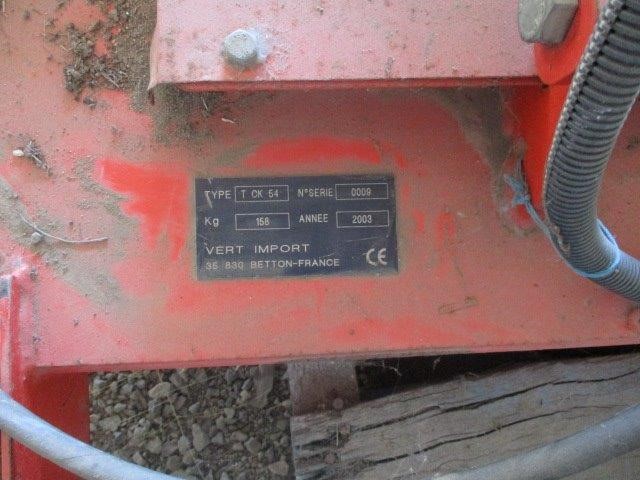 TYPE T CK 54 N°SERIE 0009
Kg 158 ANNEE 2003
VERT IMPORT
35 830 BETTON-FRANCE CE